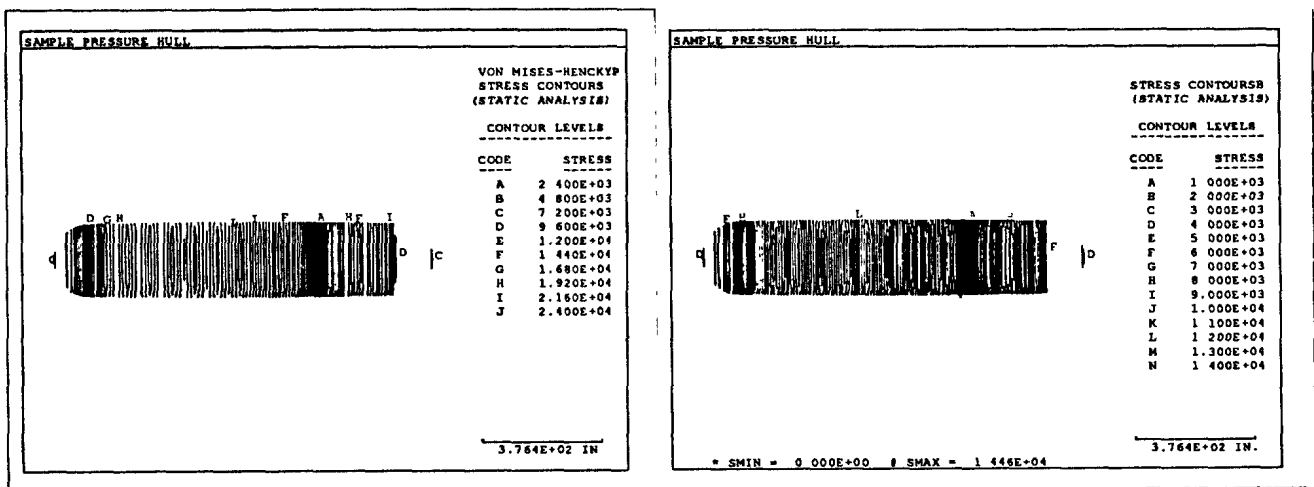 SAMPLE PRESSURE HULL
VON MISES-HENCKYP
STRESS CONTOURS
(STATIC ANALYSIS)
CONTOUR LEVELS
CODE STRESS
A 2 400E+03
B 4 800E+03
C 7 200E+03
D 9 600E+03
E 1.200E+04
F 1 440E+04
G 1.680E+04
H 1.920E+04
I 2.160E+04
J 2.400E+04
D G H I F A H F I
D C
3.764E+02 IN
SAMPLE PRESSURE HULL
STRESS CONTOURSB
(STATIC ANALYSIS)
CONTOUR LEVELS
CODE STRESS
A 1 000E+03
B 2 000E+03
C 3 000E+03
D 4 000E+03
E 5 000E+03
F 6 000E+03
G 7 000E+03
H 8 000E+03
I 9.000E+03
J 1.000E+04
K 1 100E+04
L 1 200E+04
M 1.300E+04
N 1 400E+04
L
F D
3.764E+02 IN.
* SMIN = 0 000E+00 # SMAX = 1 446E+04